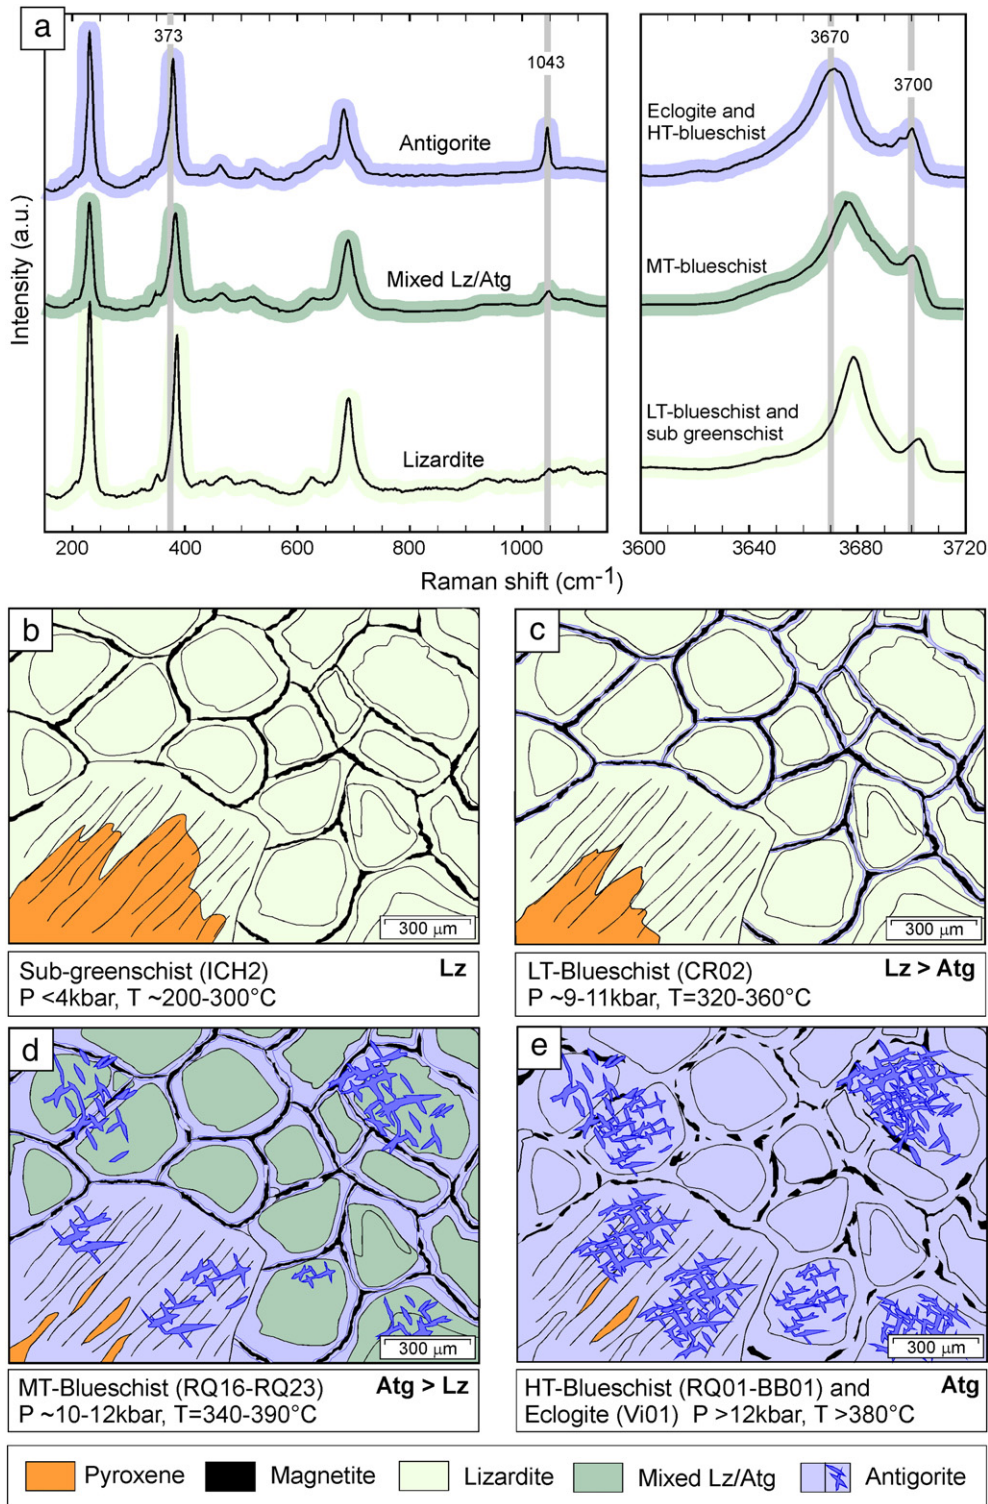 a
373
1043
3670
3700
Antigorite
Eclogite and
HT-blueschist
Mixed Lz/Atg
MT-blueschist
Lizardite
LT-blueschist and
sub greenschist
Intensity (a.u.)
200 400 600 800 1000
3600 3640 3680 3720
Raman shift (cm⁻¹)
b
300 μm
Sub-greenschist (ICH2) Lz
P <4kbar, T ~200-300°C
c
300 μm
LT-Blueschist (CR02) Lz > Atg
P ~9-11kbar, T=320-360°C
d
300 μm
MT-Blueschist (RQ16-RQ23) Atg > Lz
P ~10-12kbar, T=340-390°C
e
300 μm
HT-Blueschist (RQ01-BB01) and Atg
Eclogite (Vi01) P >12kbar, T >380°C
Pyroxene Magnetite Lizardite Mixed Lz/Atg Antigorite